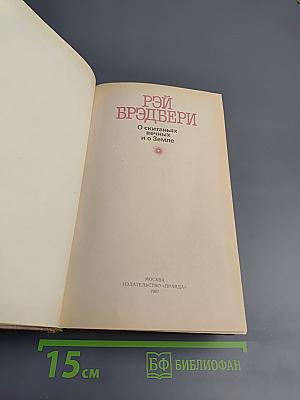 РЭЙ
БРЭДБЕРИ
О скитаньях
вечных
и о Земле
МОСКВА
ИЗДАТЕЛЬСТВО «ПРАВДА»
1987
15 см
БФ БИБЛИОФАН